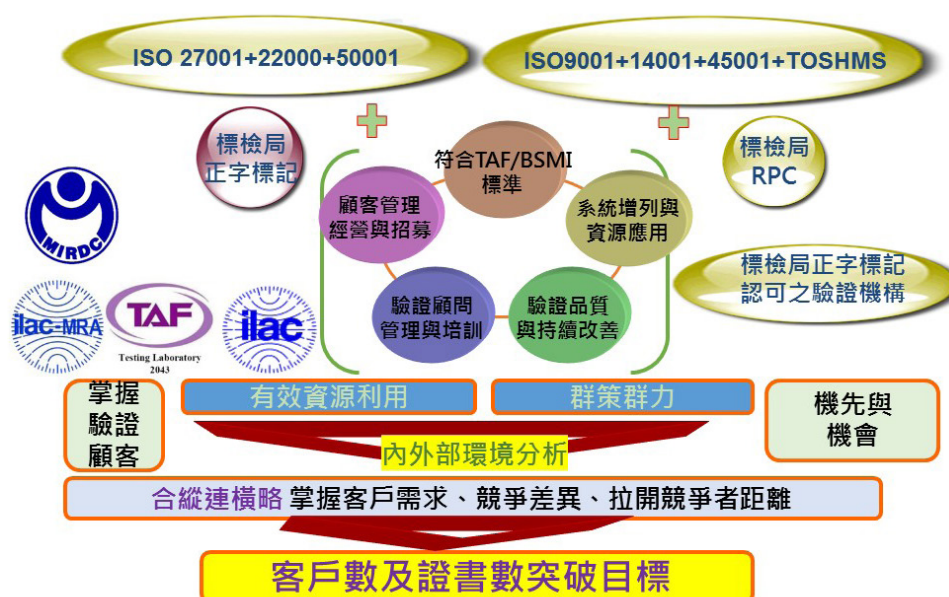 ISO 27001+22000+50001
ISO9001+14001+45001+TOSHMS
標檢局
正字標記
符合TAF/BSMI
標準
標檢局
RPC
顧客管理
經營與招募
系統增列與
資源應用
MIRDC
驗證顧問
管理與培訓
驗證品質
與持續改善
標檢局正字標記
認可之驗證機構
ilac-MRA
TAF
Testing Laboratory
2043
ilac
掌握
驗證
顧客
有效資源利用
群策群力
機先與
機會
內外部環境分析
合縱連橫略 掌握客戶需求、競爭差異、拉開競爭者距離
客戶數及證書數突破目標